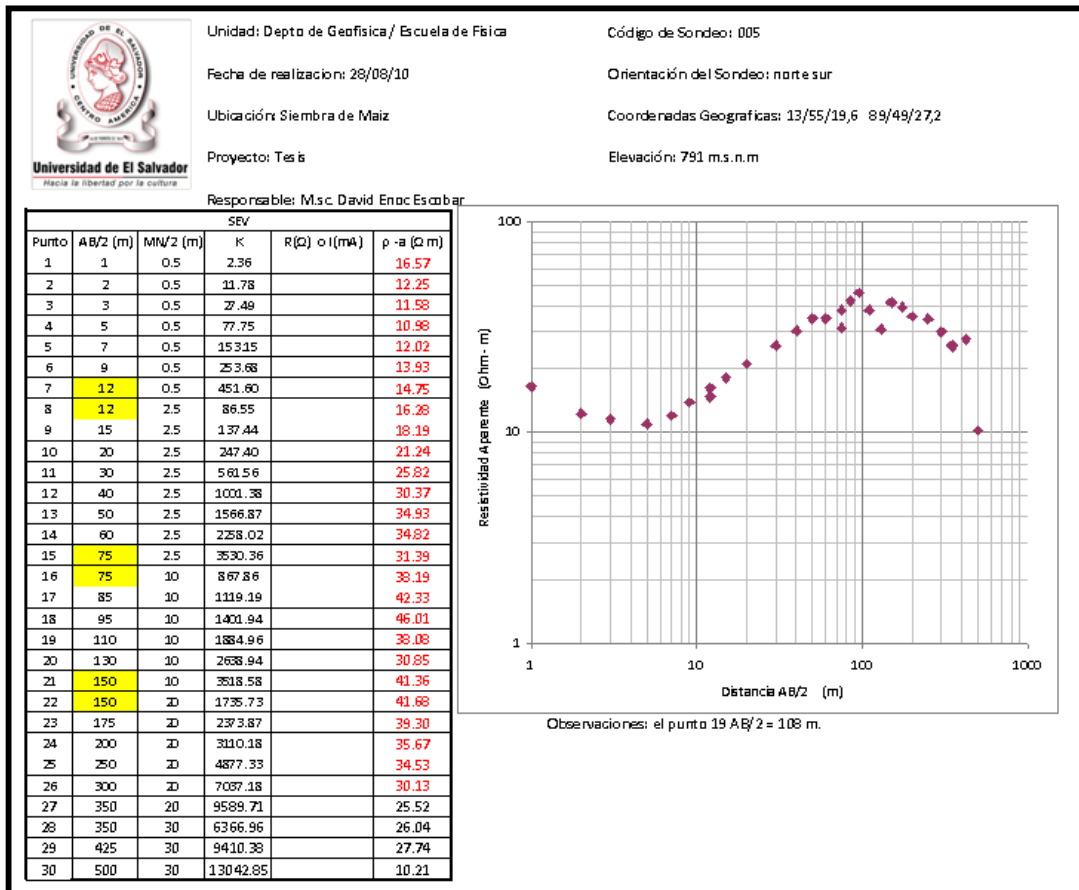 Unidad: Depto de Geofisica / Escuela de Fisica
Código de Sondeo: 005
Fecha de realizacion: 28/08/10
Orientación del Sondeo: norte sur
Ubicación: Siembra de Maiz
Coordenadas Geograficas: 13/55/19,6 89/49/27,2
Proyecto: Tesis
Elevación: 791 m.s.n.m
Responsable: M.sc. David Enoc Escobar
UNIVERSIDAD DE EL SALVADOR
CENTRO AMERICA
Universidad de El Salvador
Hacia la libertad por la cultura
SEV
Punto AB/2 (m) MN/2 (m) K R(Ω) o I(mA) ρ -a (Ω m)
1 1 0.5 2.36 16.57
2 2 0.5 11.78 12.25
3 3 0.5 27.49 11.58
4 5 0.5 77.75 10.98
5 7 0.5 153.15 12.02
6 9 0.5 253.68 13.93
7 12 0.5 451.60 14.75
8 12 2.5 86.55 16.28
9 15 2.5 137.44 18.19
10 20 2.5 247.40 21.24
11 30 2.5 561.56 25.82
12 40 2.5 1001.38 30.37
13 50 2.5 1566.87 34.93
14 60 2.5 2258.02 34.82
15 75 2.5 3530.36 31.39
16 75 10 867.86 38.19
17 85 10 1119.19 42.33
18 95 10 1401.94 46.01
19 110 10 1884.96 38.08
20 130 10 2638.94 30.85
21 150 10 3518.58 41.36
22 150 20 1735.73 41.68
23 175 20 2373.87 39.30
24 200 20 3110.18 35.67
25 250 20 4877.33 34.53
26 300 20 7037.18 30.13
27 350 20 9589.71 25.52
28 350 30 6366.96 26.04
29 425 30 9410.38 27.74
30 500 30 13042.85 10.21
Resistividad Aparente (Ohm - m)
100
10
1
1 10 100 1000
Distancia AB/2 (m)
Observaciones: el punto 19 AB/2 = 108 m.